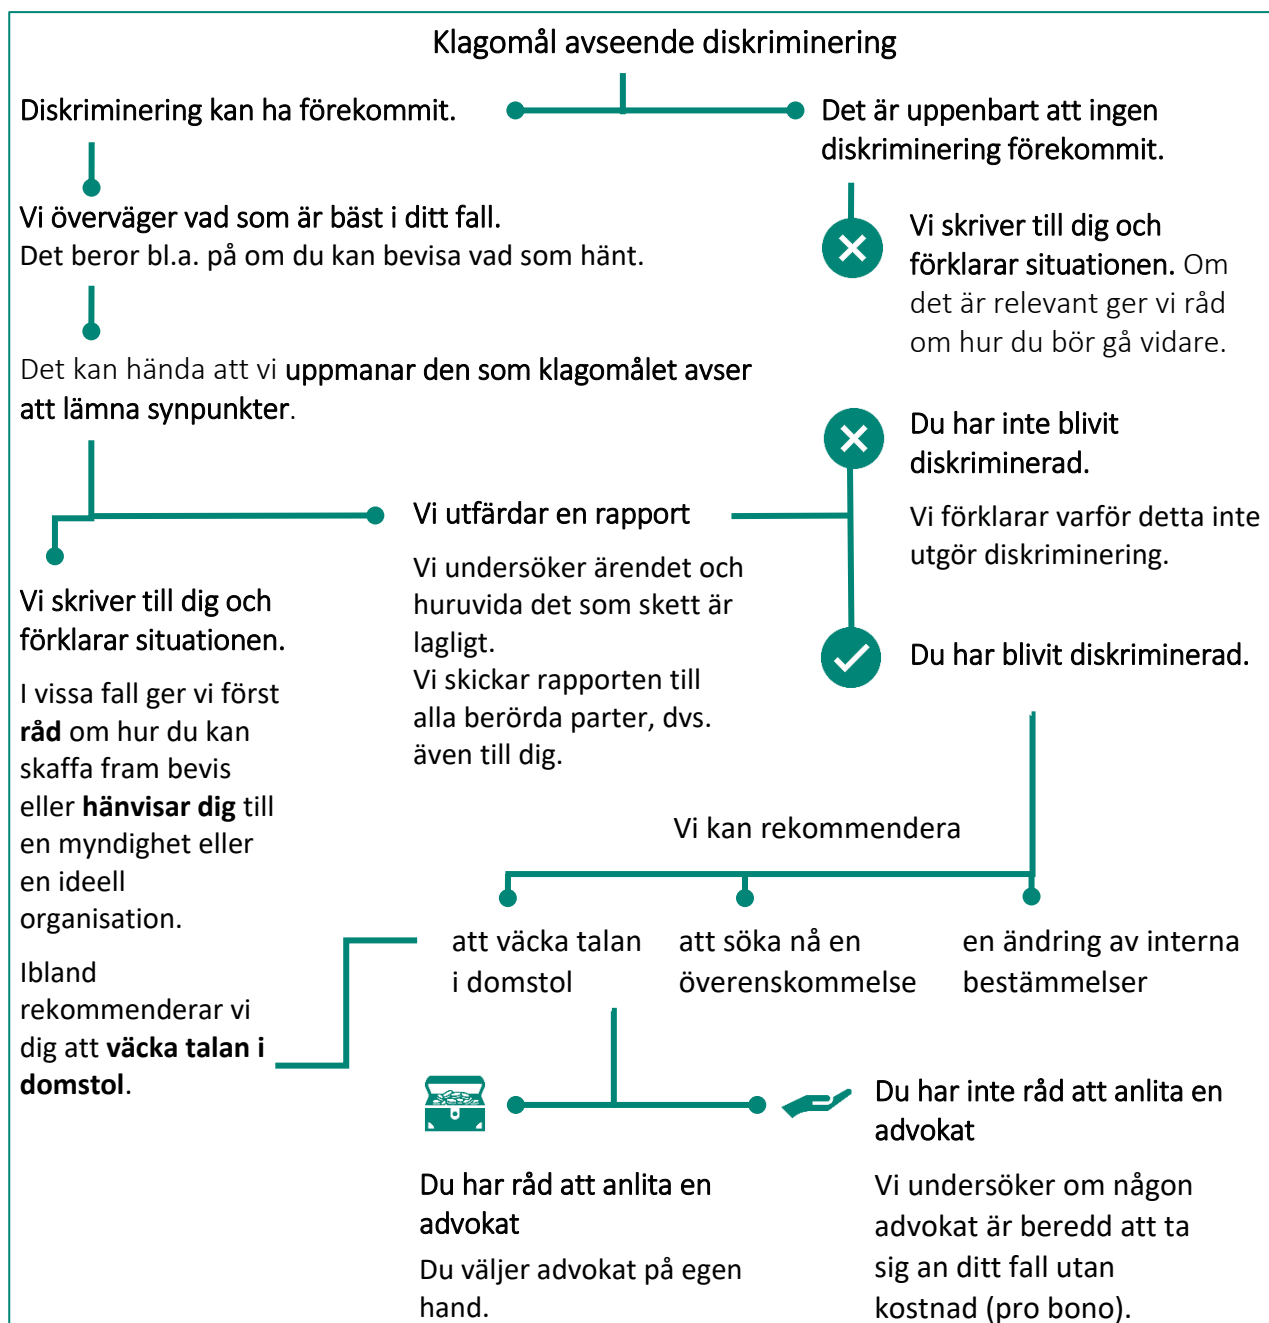 Klagomål avseende diskriminering
Diskriminering kan ha förekommit.
Det är uppenbart att ingen
diskriminering förekommit.
Vi överväger vad som är bäst i ditt fall.
Det beror bl.a. på om du kan bevisa vad som hänt.
Vi skriver till dig och
förklarar situationen. Om
det är relevant ger vi råd
om hur du bör gå vidare.
Det kan hända att vi uppmanar den som klagomålet avser
att lämna synpunkter.
Du har inte blivit
diskriminerad.
Vi förklarar varför detta inte
utgör diskriminering.
Vi utfärdar en rapport
Vi undersöker ärendet och
huruvida det som skett är
lagligt.
Vi skickar rapporten till
alla berörda parter, dvs.
även till dig.
Du har blivit diskriminerad.
Vi skriver till dig och
förklarar situationen.
I vissa fall ger vi först
råd om hur du kan
skaffa fram bevis
eller hänvisar dig till
en myndighet eller
en ideell
organisation.
Ibland
rekommenderar vi
dig att väcka talan i
domstol.
Vi kan rekommendera
att väcka talan
i domstol
att söka nå en
överenskommelse
en ändring av interna
bestämmelser
Du har råd att anlita en
advokat
Du väljer advokat på egen
hand.
Du har inte råd att anlita en
advokat
Vi undersöker om någon
advokat är beredd att ta
sig an ditt fall utan
kostnad (pro bono).